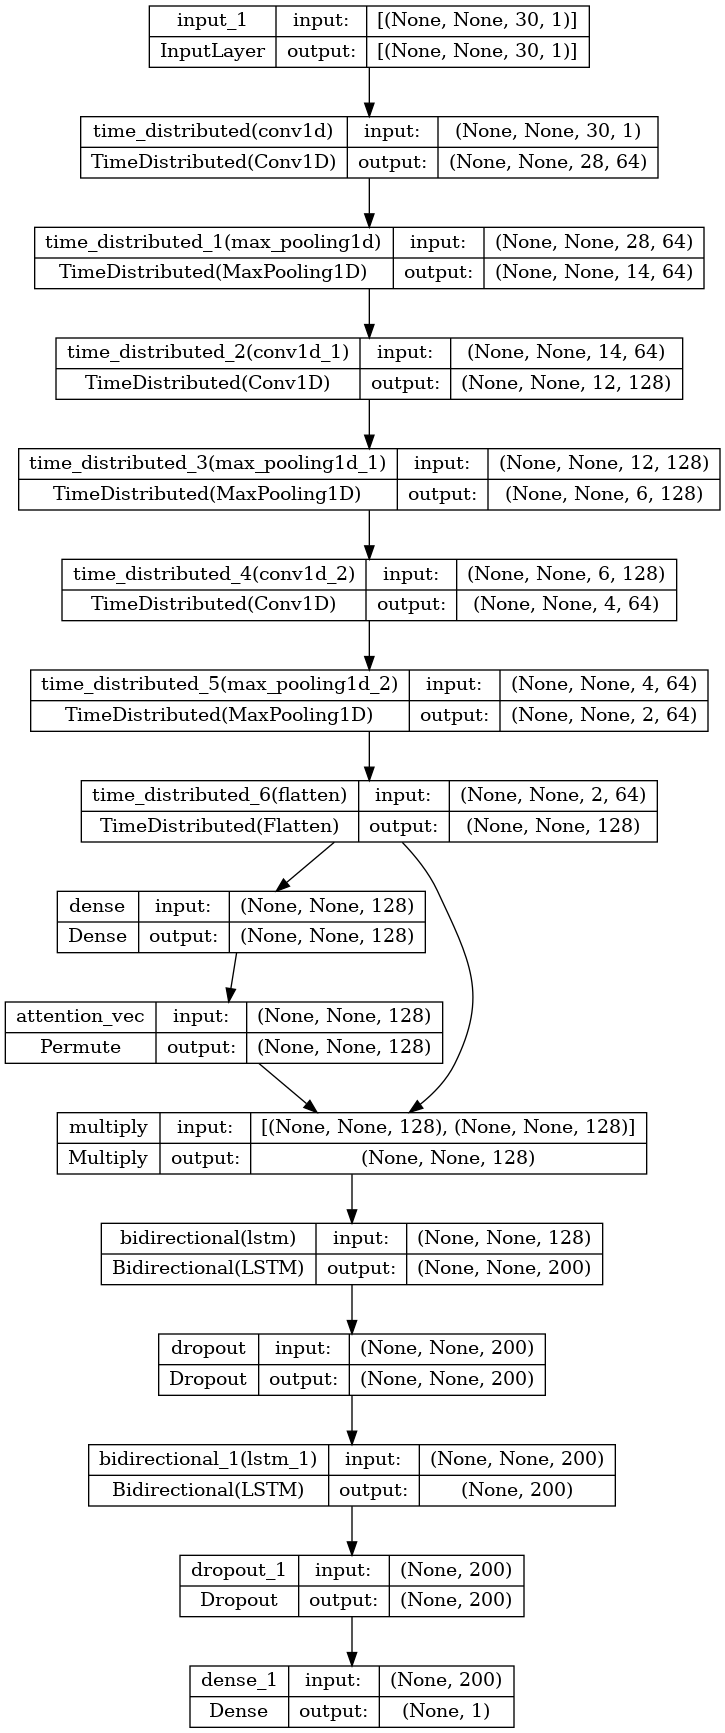 input_1 input: [(None, None, 30, 1)]
InputLayer output: [(None, None, 30, 1)]
time_distributed(conv1d) input: (None, None, 30, 1)
TimeDistributed(Conv1D) output: (None, None, 28, 64)
time_distributed_1(max_pooling1d) input: (None, None, 28, 64)
TimeDistributed(MaxPooling1D) output: (None, None, 14, 64)
time_distributed_2(conv1d_1) input: (None, None, 14, 64)
TimeDistributed(Conv1D) output: (None, None, 12, 128)
time_distributed_3(max_pooling1d_1) input: (None, None, 12, 128)
TimeDistributed(MaxPooling1D) output: (None, None, 6, 128)
time_distributed_4(conv1d_2) input: (None, None, 6, 128)
TimeDistributed(Conv1D) output: (None, None, 4, 64)
time_distributed_5(max_pooling1d_2) input: (None, None, 4, 64)
TimeDistributed(MaxPooling1D) output: (None, None, 2, 64)
time_distributed_6(flatten) input: (None, None, 2, 64)
TimeDistributed(Flatten) output: (None, None, 128)
dense input: (None, None, 128)
Dense output: (None, None, 128)
attention_vec input: (None, None, 128)
Permute output: (None, None, 128)
multiply input: [(None, None, 128), (None, None, 128)]
Multiply output: (None, None, 128)
bidirectional(lstm) input: (None, None, 128)
Bidirectional(LSTM) output: (None, None, 200)
dropout input: (None, None, 200)
Dropout output: (None, None, 200)
bidirectional_1(lstm_1) input: (None, None, 200)
Bidirectional(LSTM) output: (None, 200)
dropout_1 input: (None, 200)
Dropout output: (None, 200)
dense_1 input: (None, 200)
Dense output: (None, 1)